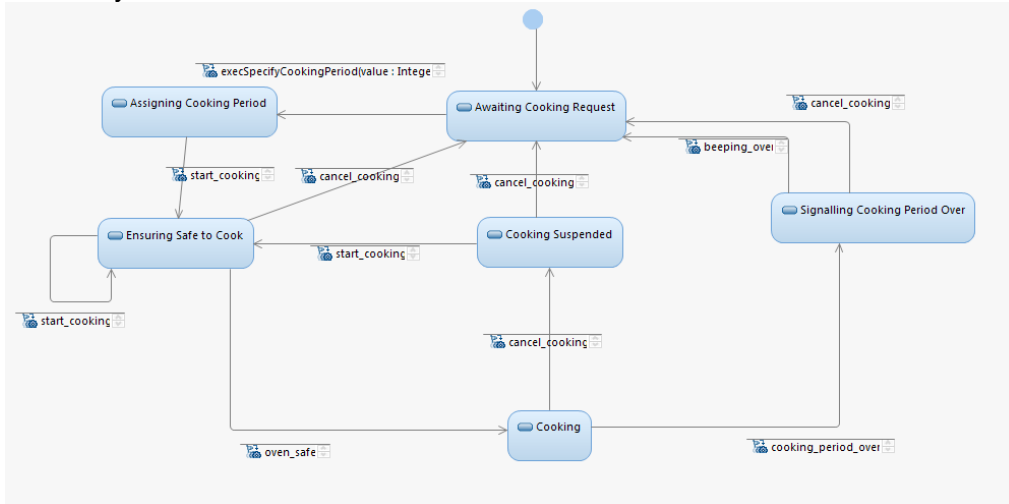 execSpecifyCookingPeriod(value : Intege
Assigning Cooking Period
Awaiting Cooking Request
cancel_cooking
beeping_over
start_cooking
cancel_cooking
cancel_cooking
Signalling Cooking Period Over
Ensuring Safe to Cook
Cooking Suspended
start_cooking
start_cooking
cancel_cooking
Cooking
oven_safe
cooking_period_over